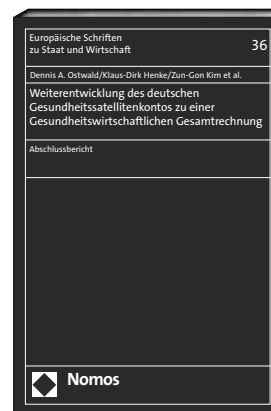 Europäische Schriften
zu Staat und Wirtschaft
36
Dennis A. Ostwald/Klaus-Dirk Henke/Zun-Gon Kim et al.
Weiterentwicklung des deutschen
Gesundheitssatellitenkontos zu einer
Gesundheitswirtschaftlichen Gesamtrechnung
Abschlussbericht
Nomos